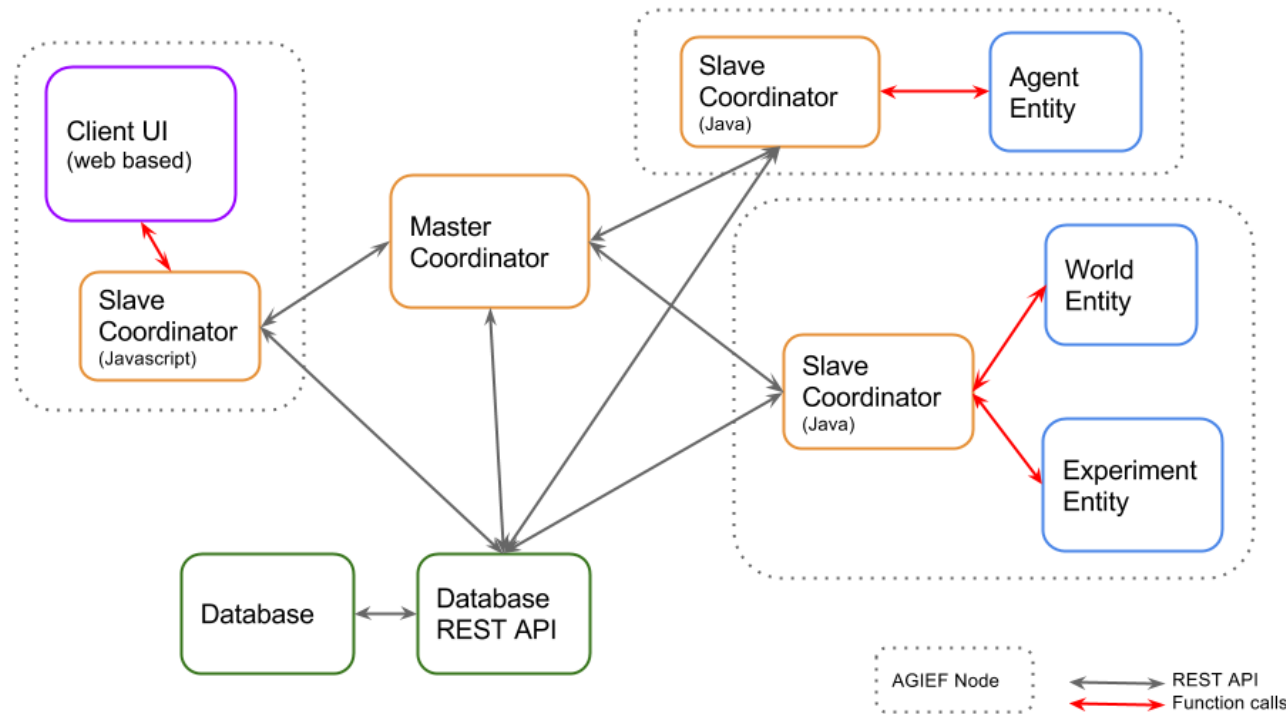 Client UI
(web based)
Slave
Coordinator
(Javascript)
Master
Coordinator
Slave
Coordinator
(Java)
Agent
Entity
Slave
Coordinator
(Java)
World
Entity
Experiment
Entity
Database
Database
REST API
AGIEF Node
REST API
Function calls